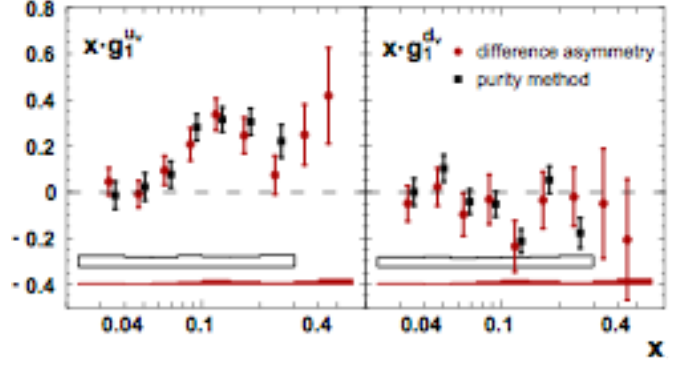 0.8
0.6
0.4
0.2
0
- 0.2
- 0.4
x·g₁ᵘᵛ
x·g₁ᵈᵛ
difference asymmetry
purity method
0.04 0.1 0.4 0.04 0.1 0.4
x